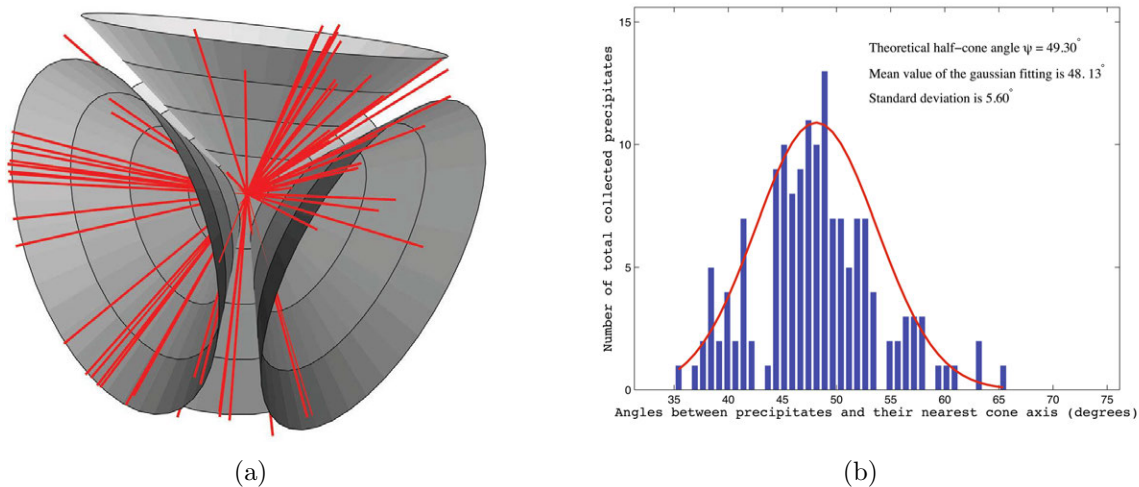 15
10
5
0
Number of total collected precipitates
Theoretical half−cone angle ψ = 49.30°
Mean value of the gaussian fitting is 48. 13°
Standard deviation is 5.60°
35 40 45 50 55 60 65 70 75
Angles between precipitates and their nearest cone axis (degrees)
(a) (b)